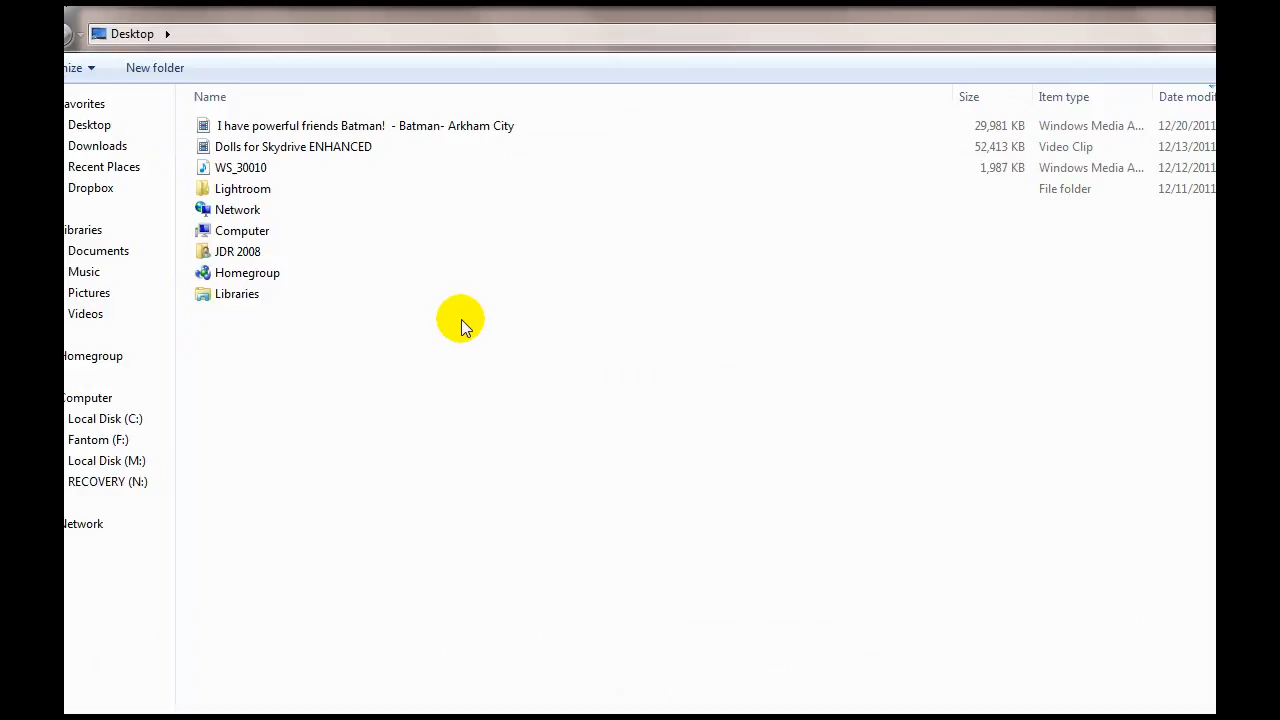 Desktop
nize New folder
Name Size Item type Date modi
avorites
Desktop
Downloads
Recent Places
Dropbox
ibraries
Documents
Music
Pictures
Videos
Homegroup
Computer
Local Disk (C:)
Fantom (F:)
Local Disk (M:)
RECOVERY (N:)
Network
I have powerful friends Batman! - Batman- Arkham City 29,981 KB Windows Media A... 12/20/2011
Dolls for Skydrive ENHANCED 52,413 KB Video Clip 12/13/2011
WS_30010 1,987 KB Windows Media A... 12/12/2011
Lightroom File folder 12/11/2011
Network
Computer
JDR 2008
Homegroup
Libraries